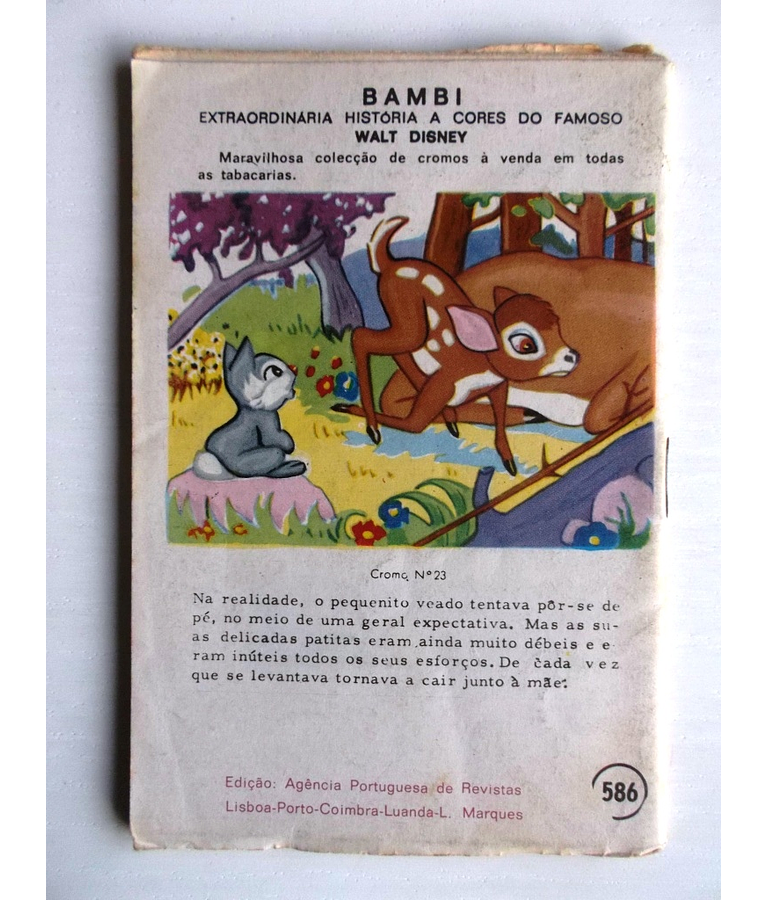 BAMBI
EXTRAORDINÁRIA HISTÓRIA A CORES DO FAMOSO
WALT DISNEY
Maravilhosa colecção de cromos à venda em todas
as tabacarias.
Cromo Nº 23
Na realidade, o pequenito veado tentava pôr-se de
pé, no meio de uma geral expectativa. Mas as su-
as delicadas patitas eram ainda muito débeis e e-
ram inúteis todos os seus esforços. De cada vez
que se levantava tornava a cair junto à mãe.
Edição: Agência Portuguesa de Revistas
Lisboa-Porto-Coimbra-Luanda-L. Marques
586